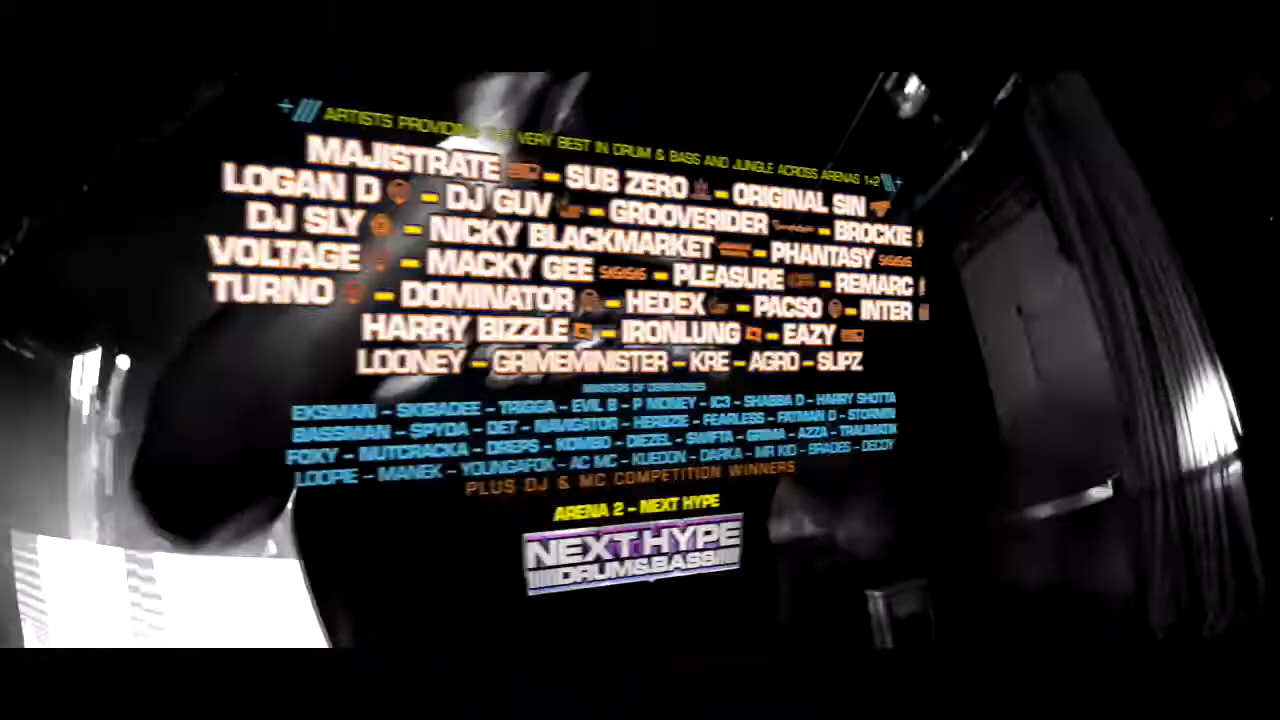 ARTISTS PROVIDING THE VERY BEST IN DRUM & BASS AND JUNGLE ACROSS ARENAS 1+2
MAJISTRATE - SUB ZERO - ORIGINAL SIN
LOGAN D - DJ GUV - GROOVERIDER - BROCKIE
DJ SLY - NICKY BLACKMARKET - PHANTASY
VOLTAGE - MACKY GEE - PLEASURE - REMARC
TURNO - DOMINATOR - HEDEX - PACSO - INTER
HARRY BIZZLE - IRONLUNG - EAZY
LOONEY - GRIMEMINISTER - KRE - AGRO - SLIPZ
MASTERS OF CEREMONIES
EKSMAN - SKIBADEE - TRIGGA - EVIL B - P MONEY - IC3 - SHABBA D - HARRY SHOTTA
BASSMAN - SPYDA - DET - NAVIGATOR - HERBZIE - FEARLESS - FATMAN D - STORMIN
FOXY - NUTCRACKA - DREPS - KOMBO - DIEZEL - SWIFTA - GRIMA - AZZA - TRAUMATIK
LOOPIE - MANEK - YOUNGAFOX - AC MC - KUEDON - DARKA - MR KID - SHADES - DECOY
PLUS DJ & MC COMPETITION WINNERS
ARENA 2 - NEXT HYPE
NEXT HYPE
DRUM&BASS